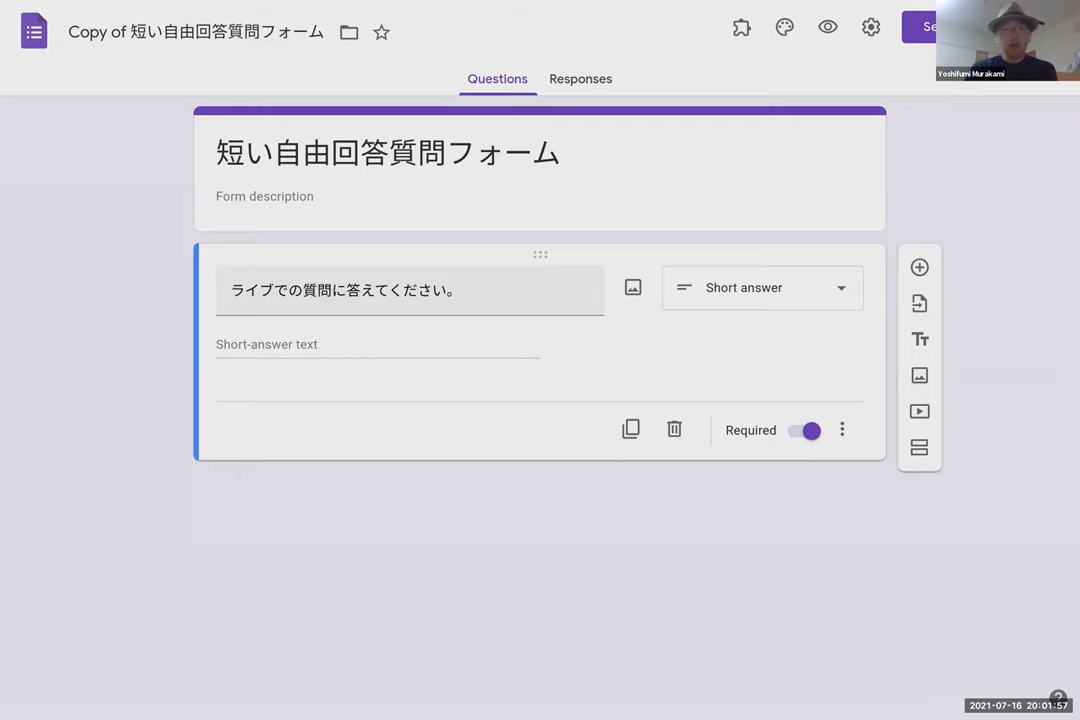 Copy of 短い自由回答質問フォーム
Se
Yoshifumi Murakami
Questions
Responses
短い自由回答質問フォーム
Form description
ライブでの質問に答えてください。
Short answer
Short-answer text
Required
2021-07-16 20:01:57